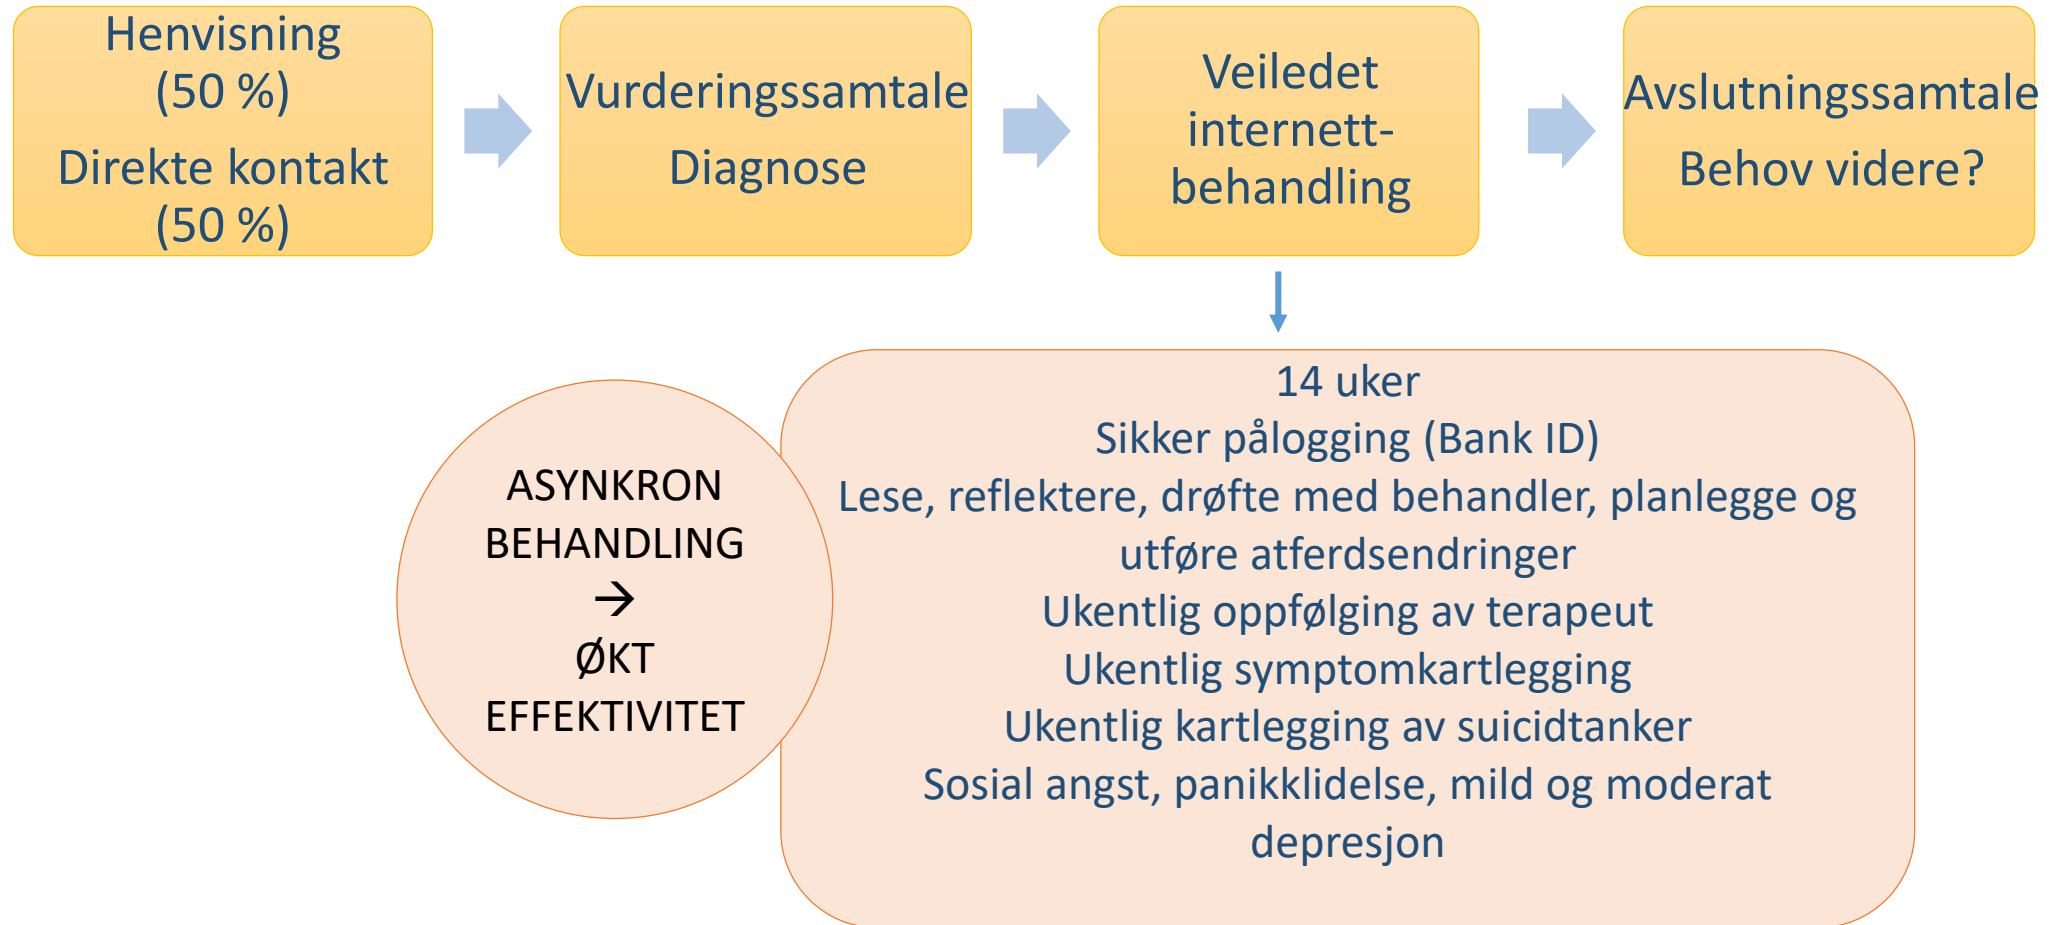 Henvisning
(50 %)
Direkte kontakt
(50 %)
Vurderingssamtale
Diagnose
Veiledet
internett-
behandling
Avslutningssamtale
Behov videre?
ASYNKRON
BEHANDLING
→
ØKT
EFFEKTIVITET
14 uker
Sikker pålogging (Bank ID)
Lese, reflektere, drøfte med behandler, planlegge og
utføre atferdsendringer
Ukentlig oppfølging av terapeut
Ukentlig symptomkartlegging
Ukentlig kartlegging av suicidtanker
Sosial angst, panikklidelse, mild og moderat
depresjon